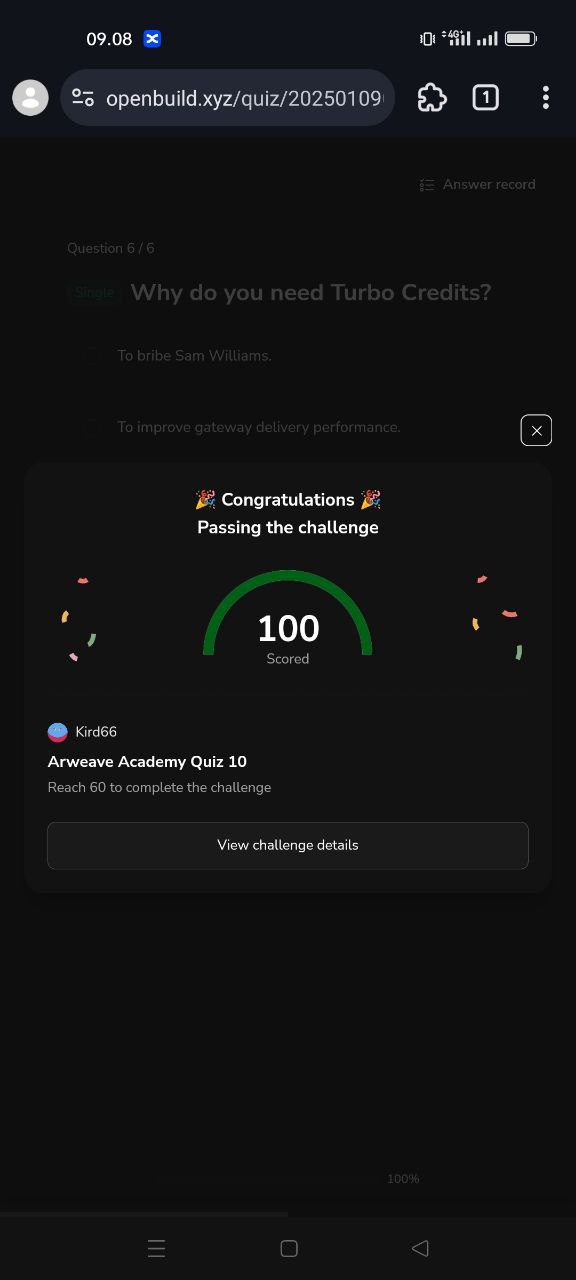 09.08
4G+
openbuild.xyz/quiz/20250109
1
Answer record
Question 6 / 6
Single
Why do you need Turbo Credits?
To bribe Sam Williams.
To improve gateway delivery performance.
🎉 Congratulations 🎉
Passing the challenge
100
Scored
Kird66
Arweave Academy Quiz 10
Reach 60 to complete the challenge
View challenge details
100%